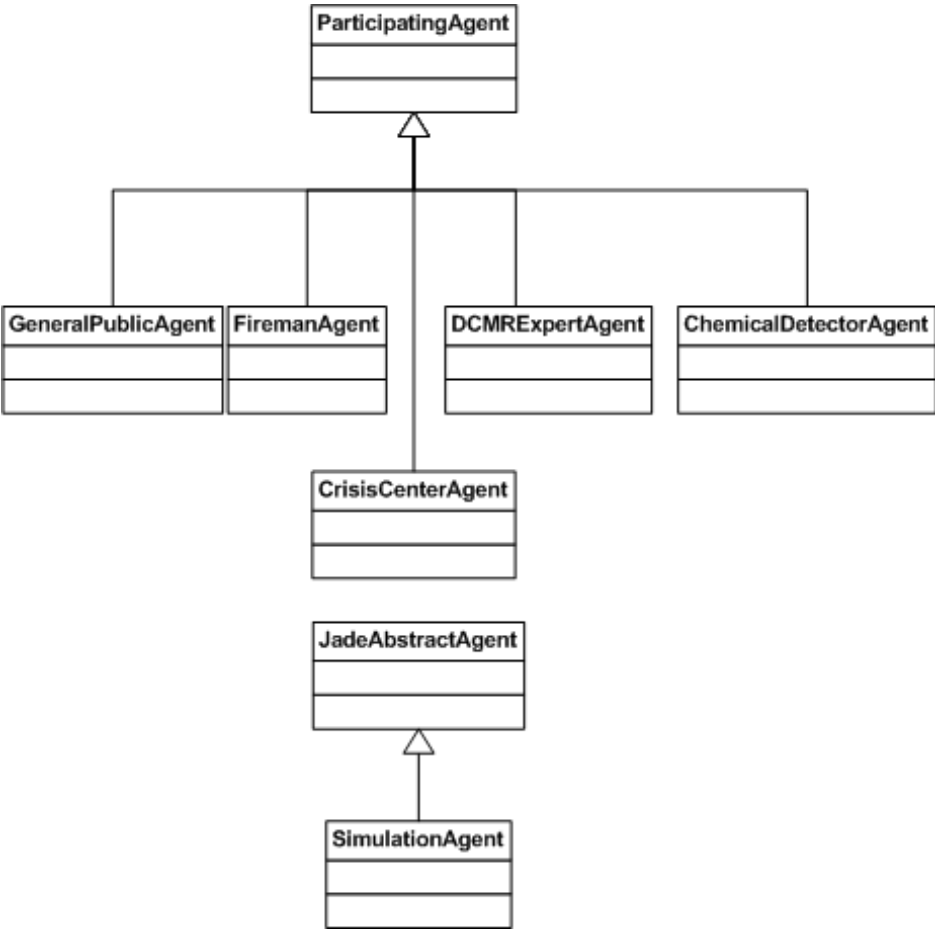 ParticipatingAgent
GeneralPublicAgent
FiremanAgent
DCMRExpertAgent
ChemicalDetectorAgent
CrisisCenterAgent
JadeAbstractAgent
SimulationAgent